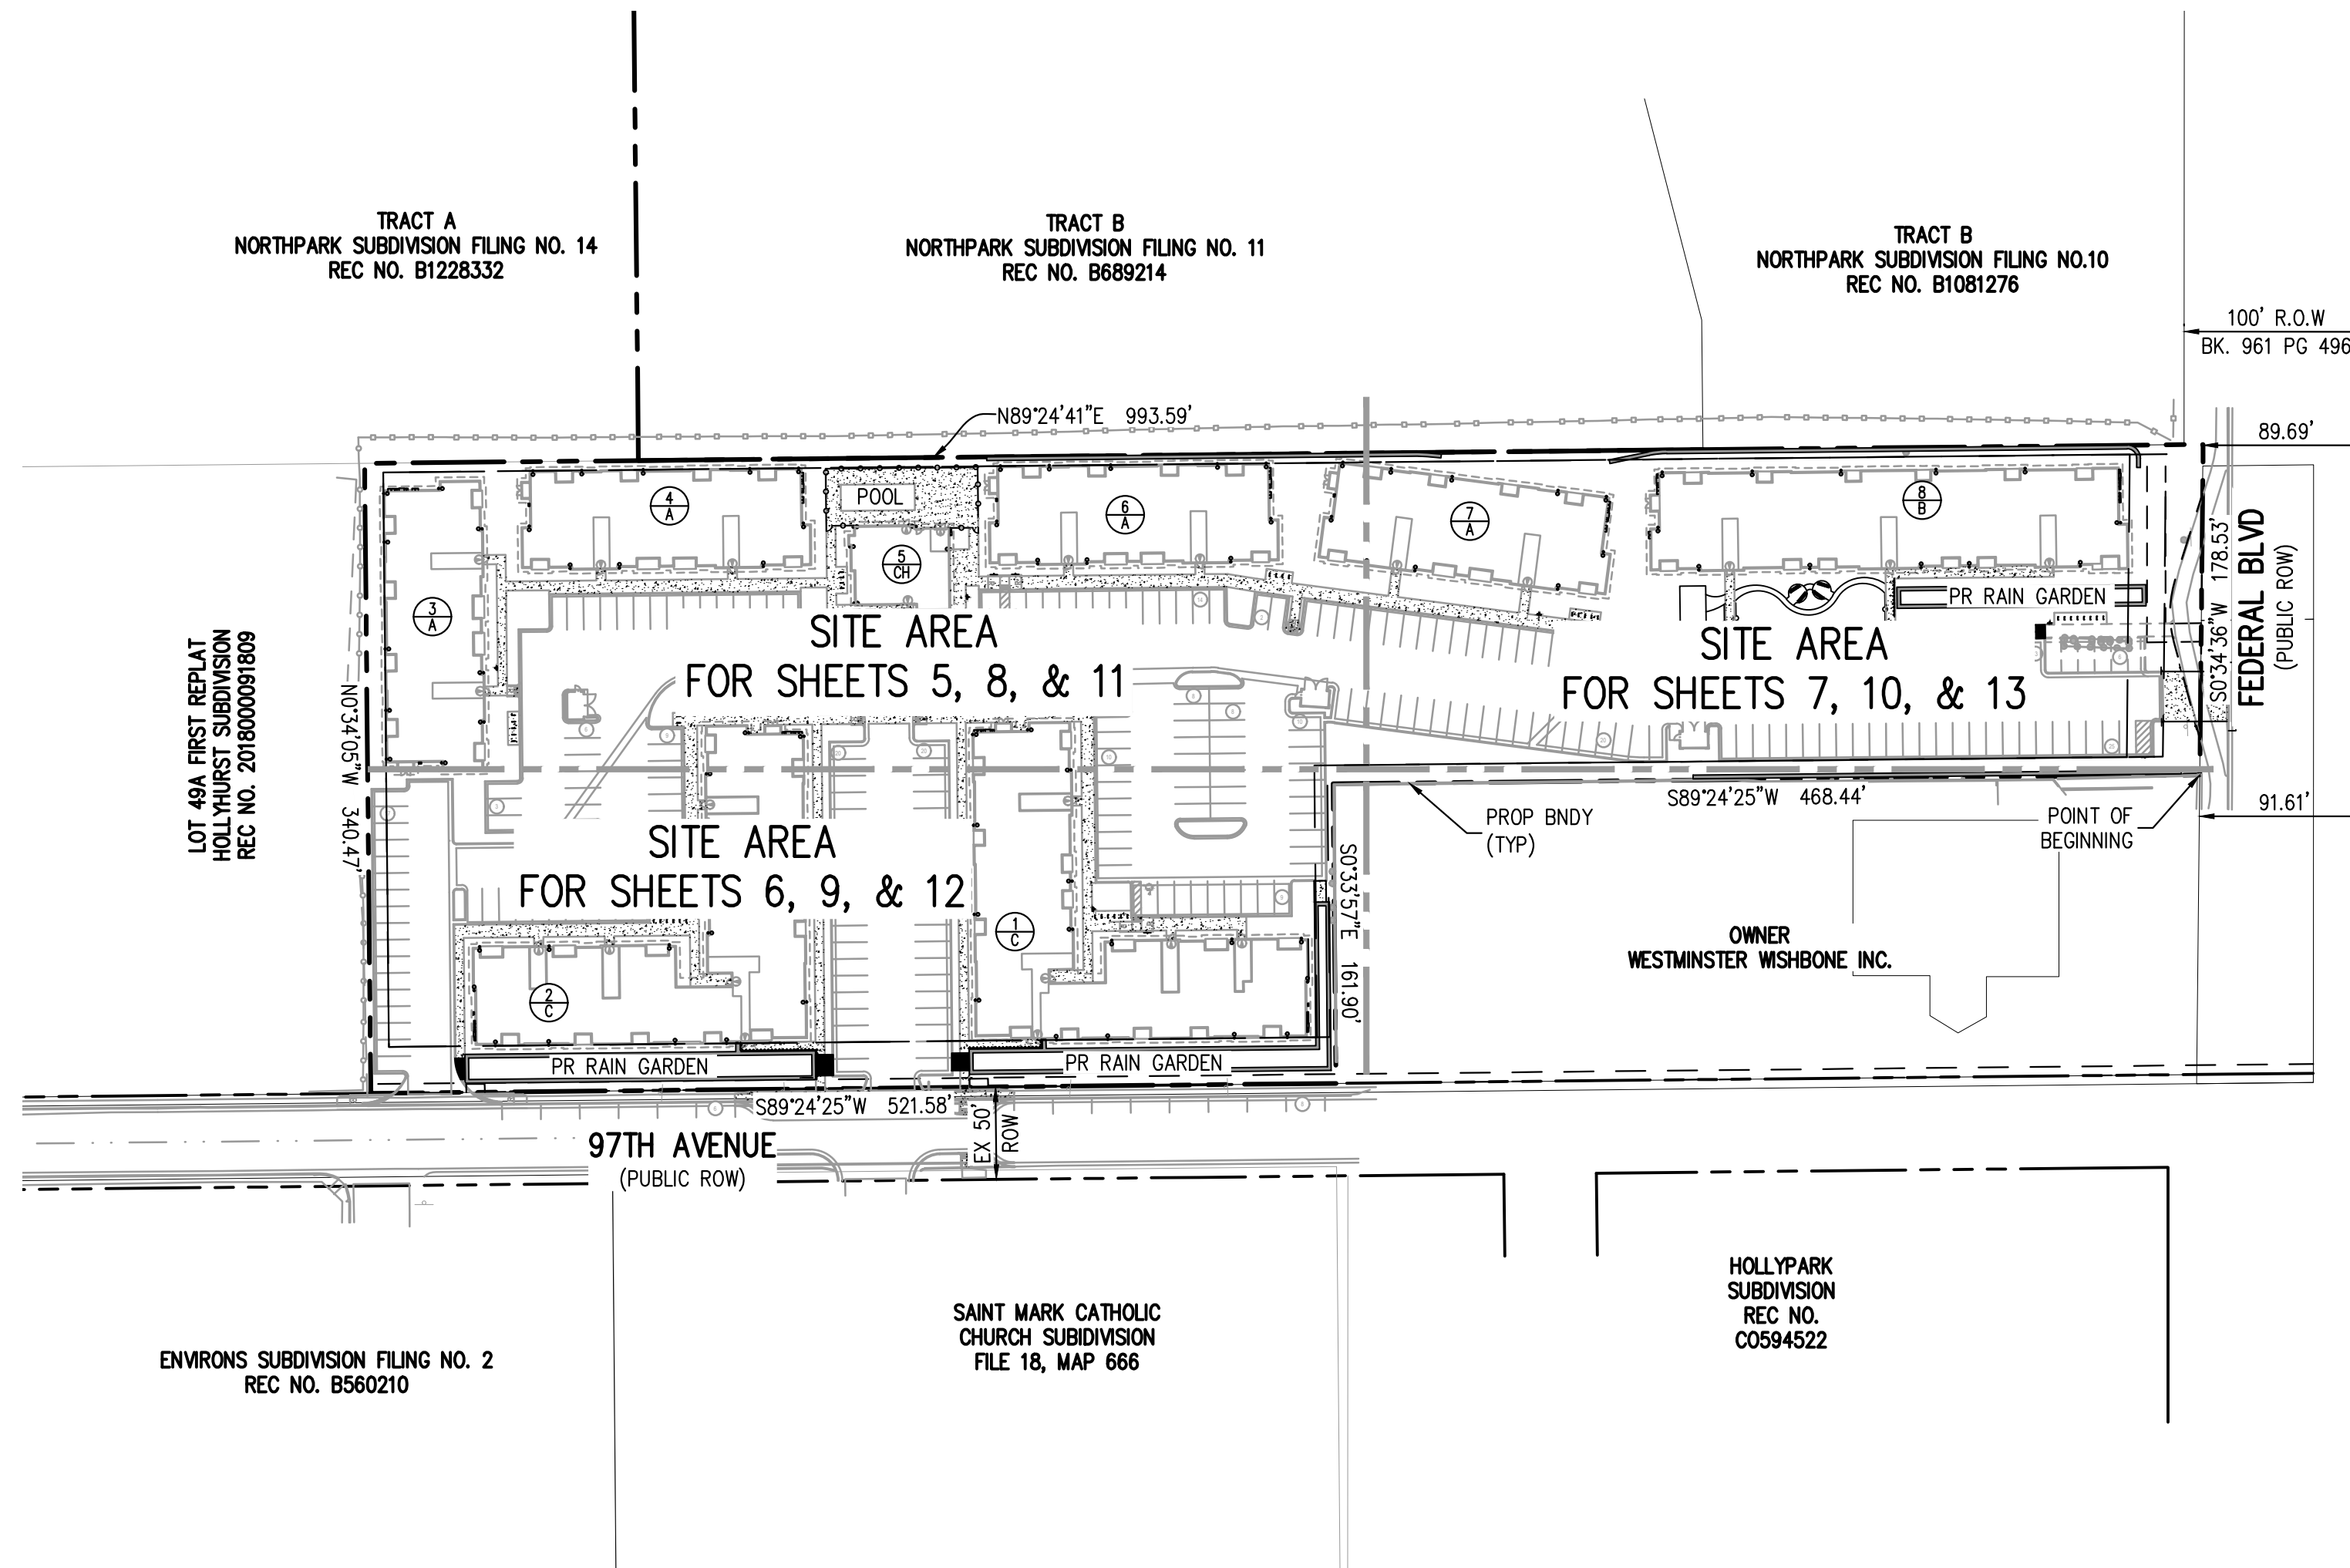 TRACT A
NORTHPARK SUBDIVISION FILING NO. 14
REC NO. B1228332
TRACT B
NORTHPARK SUBDIVISION FILING NO. 11
REC NO. B689214
TRACT B
NORTHPARK SUBDIVISION FILING NO.10
REC NO. B1081276
100' R.O.W
BK. 961 PG 496
N89°24'41"E 993.59'
89.69'
4
A
POOL
6
A
7
A
8
B
5
CH
3
A
PR RAIN GARDEN
S0°34'36"W 178.53'
FEDERAL BLVD
(PUBLIC ROW)
SITE AREA
FOR SHEETS 5, 8, & 11
SITE AREA
FOR SHEETS 7, 10, & 13
LOT 49A FIRST REPLAT
HOLLYHURST SUBDIVISION
REC NO. 2018000091809
N0°34'05"W 340.47'
S89°24'25"W 468.44'
PROP BNDY
(TYP)
POINT OF
BEGINNING
91.61'
SITE AREA
FOR SHEETS 6, 9, & 12
S0°33'57"E 161.90'
1
C
2
C
OWNER
WESTMINSTER WISHBONE INC.
PR RAIN GARDEN
PR RAIN GARDEN
S89°24'25"W 521.58'
EX 50'
ROW
97TH AVENUE
(PUBLIC ROW)
HOLLYPARK
SUBDIVISION
REC NO.
CO594522
SAINT MARK CATHOLIC
CHURCH SUBIDIVISION
FILE 18, MAP 666
ENVIRONS SUBDIVISION FILING NO. 2
REC NO. B560210